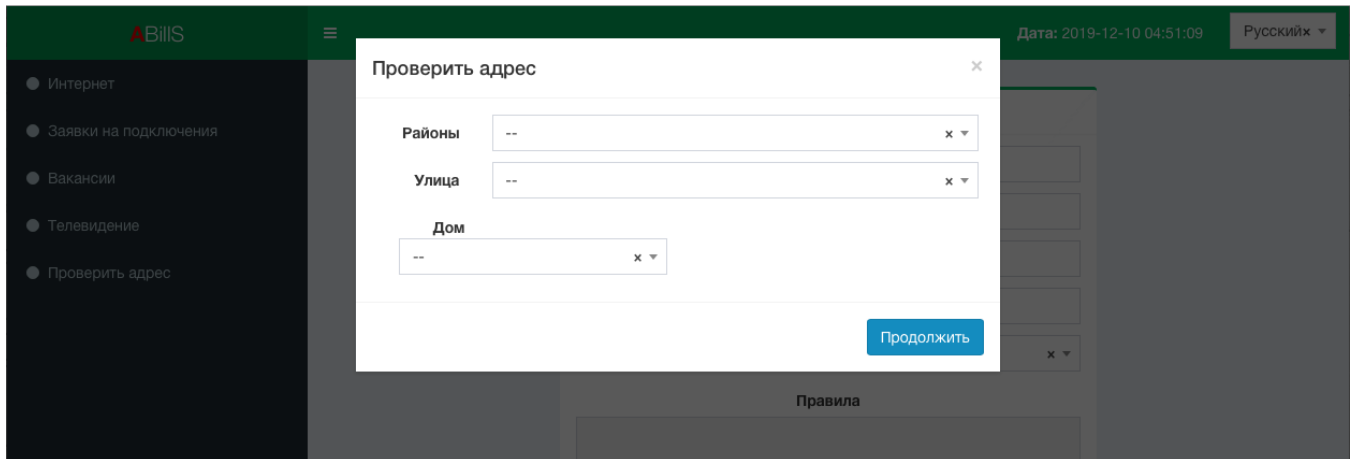 ABillS
Дата: 2019-12-10 04:51:09
Русский× 
Интернет
Заявки на подключения
Вакансии
Телевидение
Проверить адрес
Проверить адрес ×
Районы -- ×
Улица -- ×
Дом
-- ×
Продолжить
×
Правила